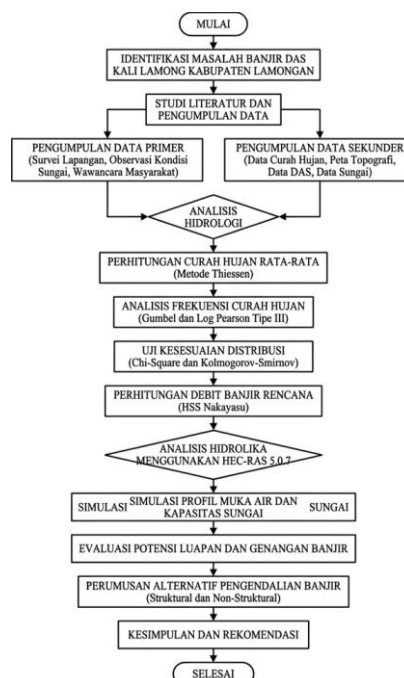 MULAI
IDENTIFIKASI MASALAH BANJIR DAS
KALI LAMONG KABUPATEN LAMONGAN
STUDI LITERATUR DAN
PENGUMPULAN DATA
PENGUMPULAN DATA PRIMER
(Survei Lapangan, Observasi Kondisi
Sungai, Wawancara Masyarakat)
PENGUMPULAN DATA SEKUNDER
(Data Curah Hujan, Peta Topografi,
Data DAS, Data Sungai)
ANALISIS
HIDROLOGI
PERHITUNGAN CURAH HUJAN RATA-RATA
(Metode Thiessen)
ANALISIS FREKUENSI CURAH HUJAN
(Gumbel dan Log Pearson Tipe III)
UJI KESESUAIAN DISTRIBUSI
(Chi-Square dan Kolmogorov-Smirnov)
PERHITUNGAN DEBIT BANJIR RENCANA
(HSS Nakayasu)
ANALISIS HIDROLIKA
MENGGUNAKAN HEC-RAS 5.0.7
SIMULASI SIMULASI PROFIL MUKA AIR DAN SUNGAI
KAPASITAS SUNGAI
EVALUASI POTENSI LUAPAN DAN GENANGAN BANJIR
PERUMUSAN ALTERNATIF PENGENDALIAN BANJIR
(Struktural dan Non-Struktural)
KESIMPULAN DAN REKOMENDASI
SELESAI